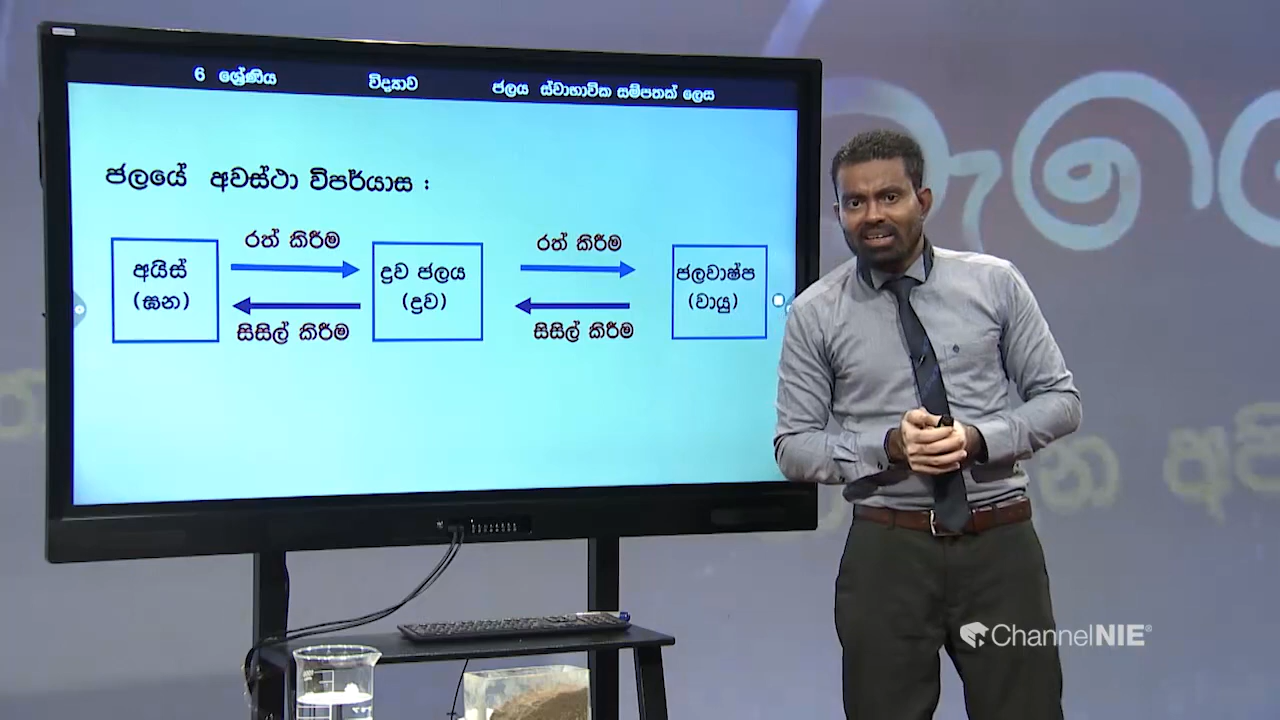 6 ශ්‍රේණිය විද්‍යාව ජලය ස්වාභාවික සම්පතක් ලෙස
ජලයේ අවස්ථා විපර්යාස :
රත් කිරීම රත් කිරීම
අයිස් ද්‍රව ජලය ජලවාෂ්ප
(ඝන) (ද්‍රව) (වායු)
සිසිල් කිරීම සිසිල් කිරීම
ChannelNIE